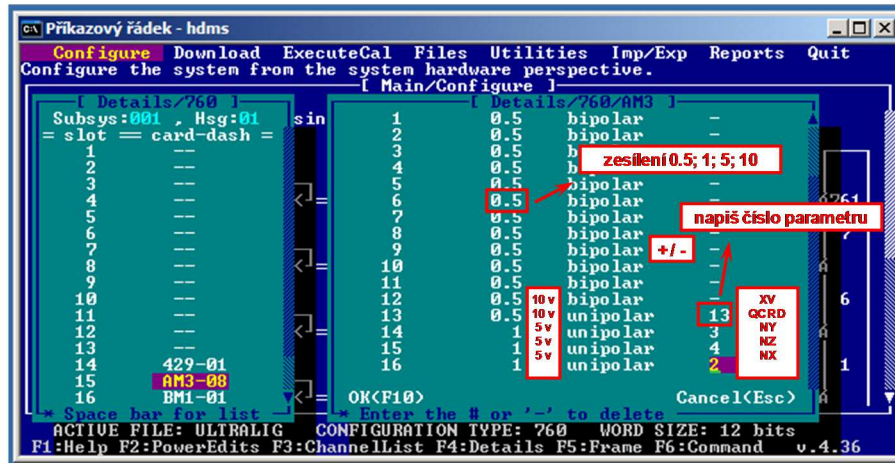 Příkazový řádek - hdms
Configure Download ExecuteCal Files Utilities Imp/Exp Reports Quit
Configure the system from the system hardware perspective.
[ Main/Configure ]
[ Details/760 ]
Subsys:001 , Hsg:01
= slot == card-dash =
1 --
2 --
3 --
4 --
5 --
6 --
7 --
8 --
9 --
10 --
11 --
12 --
13 --
14 429-01
15 AM3-08
16 BM1-01
* Space bar for list
sin
[ Details/760/AM3 ]
1 0.5 bipolar -
2 0.5 bipolar -
3 0.5
4 0.5
5 0.5 bipolar -
6 0.5 bipolar -
7 0.5 bipolar
8 0.5 bipolar -
9 0.5 bipolar -
10 0.5 bipolar -
11 0.5 bipolar -
12 0.5 bipolar -
13 0.5 unipolar 13
14 1 unipolar 3
15 1 unipolar 4
16 1 unipolar 2
OK(F10) Cancel(Esc)
* Enter the # or '-' to delete
zesílení 0.5; 1; 5; 10
napiš číslo parametru
+/-
10 v
10 v
5 v
5 v
5 v
XV
QCRD
NY
NZ
NX
6
1
ACTIVE FILE: ULTRALIG CONFIGURATION TYPE: 760 WORD SIZE: 12 bits
F1:Help F2:PowerEdits F3:ChannelList F4:Details F5:Frame F6:Command v.4.36